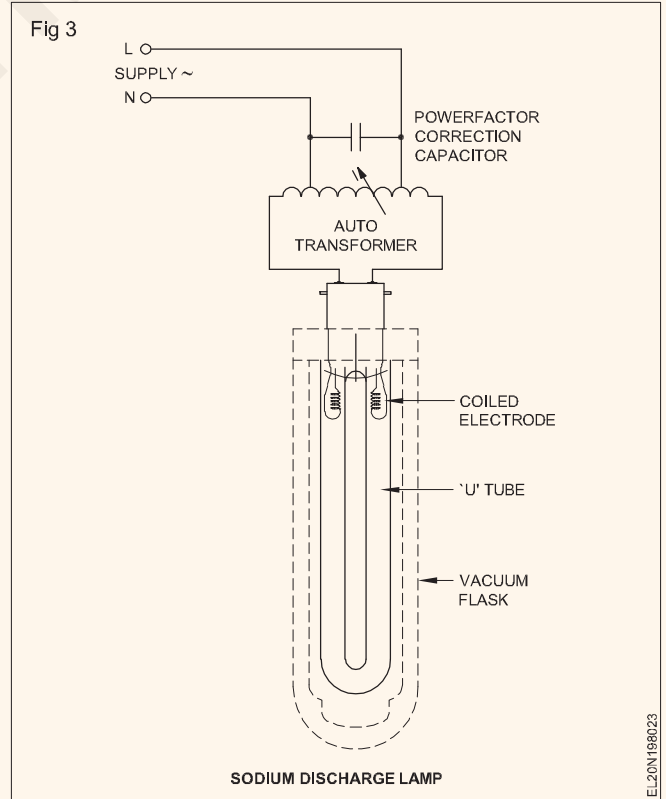 Fig 3
L
SUPPLY ~
N
POWERFACTOR
CORRECTION
CAPACITOR
AUTO
TRANSFORMER
COILED
ELECTRODE
`U' TUBE
VACUUM
FLASK
SODIUM DISCHARGE LAMP
EL20N198023